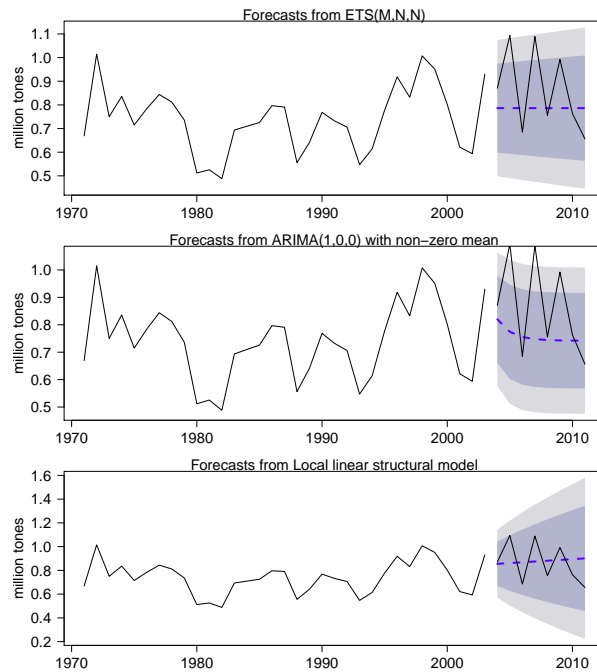 Forecasts from ETS(M,N,N)
million tones
1.1
1.0
0.9
0.8
0.7
0.6
0.5
1970 1980 1990 2000 2010
Forecasts from ARIMA(1,0,0) with non−zero mean
million tones
1.0
0.9
0.8
0.7
0.6
0.5
1970 1980 1990 2000 2010
Forecasts from Local linear structural model
million tones
1.6
1.4
1.2
1.0
0.8
0.6
0.4
0.2
1970 1980 1990 2000 2010